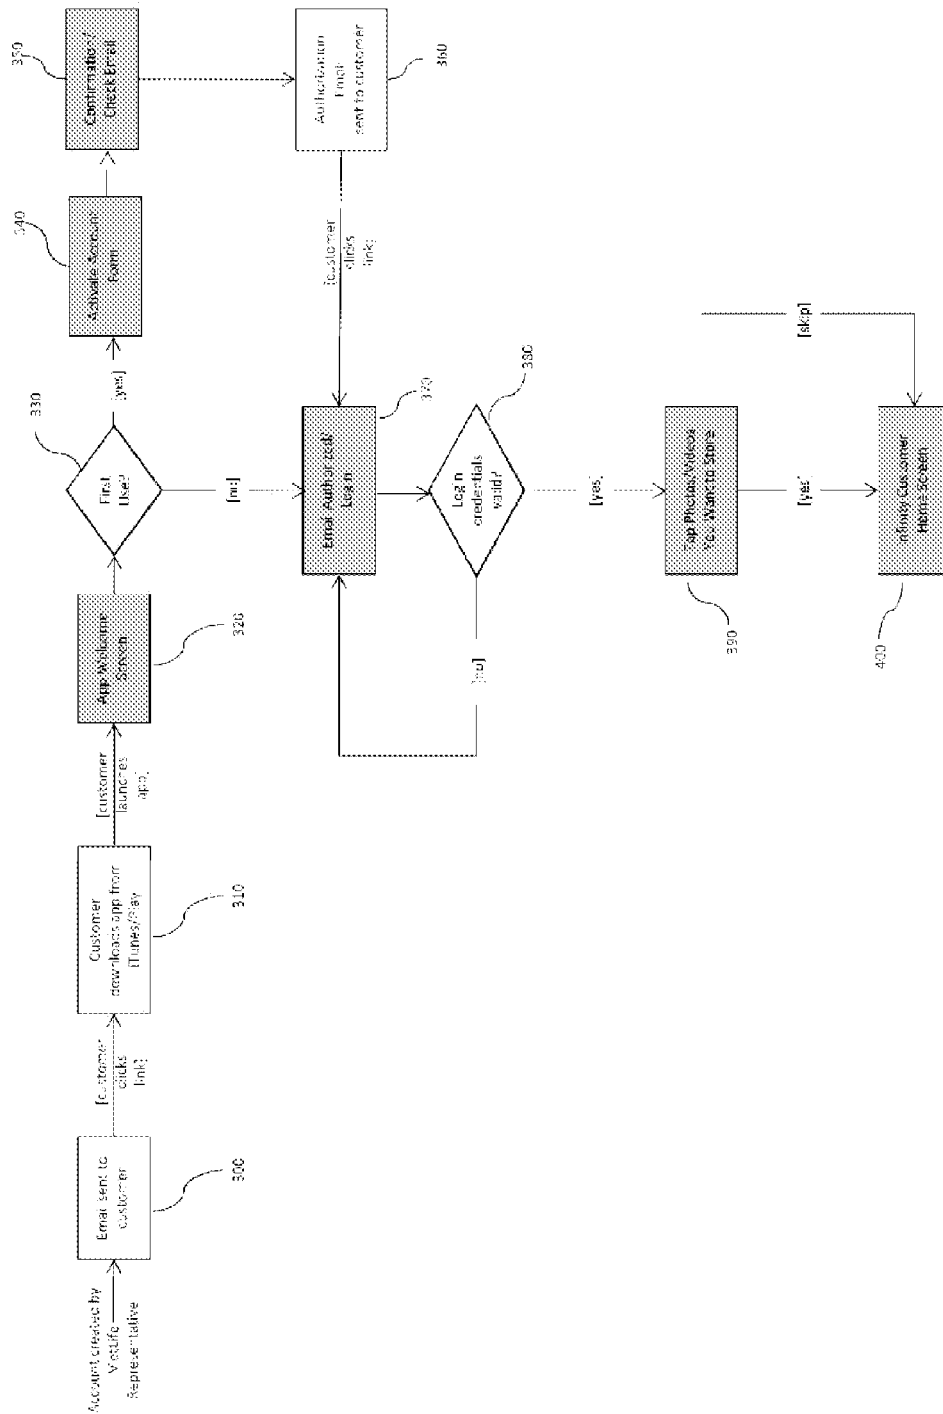 Account created by
MetLife
Representative
Email sent to
customer
300
[customer
clicks
link]
Customer
downloads app from
iTunes/Play
310
[customer
launches
app]
App Welcome
Screen
320
First
Use?
330
[yes]
[no]
Activate Account
Form
340
Confirmation/
Check Email
350
Authorization
Email
sent to customer
360
[customer
clicks
link]
Email Authorized/
Login
370
Login
credentials
valid?
380
[no]
[yes]
Tap Photos/Videos
You Want to Store
390
[yes]
[skip]
Infinity Customer
Home Screen
400